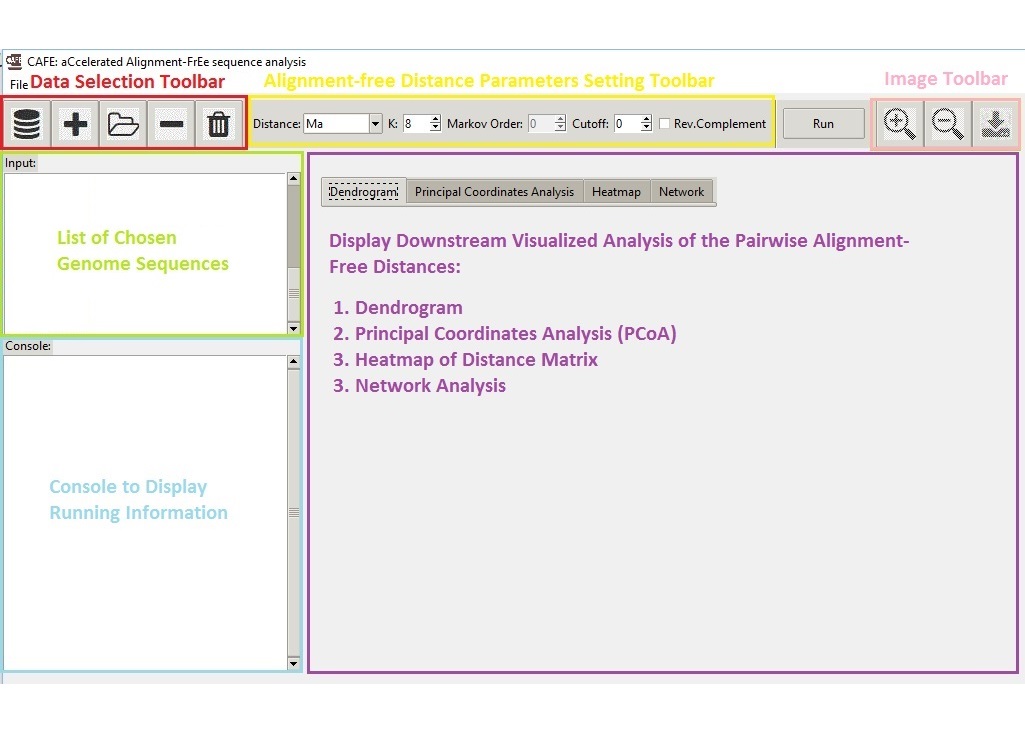 CAFE CAFE: aCcelerated Alignment-FrEe sequence analysis
File Data Selection Toolbar Alignment-free Distance Parameters Setting Toolbar Image Toolbar
Distance: Ma K: 8 Markov Order: 0 Cutoff: 0 Rev.Complement Run
Input:
List of Chosen
Genome Sequences
Console:
Console to Display
Running Information
Dendrogram Principal Coordinates Analysis Heatmap Network
Display Downstream Visualized Analysis of the Pairwise Alignment-
Free Distances:
1. Dendrogram
2. Principal Coordinates Analysis (PCoA)
3. Heatmap of Distance Matrix
3. Network Analysis